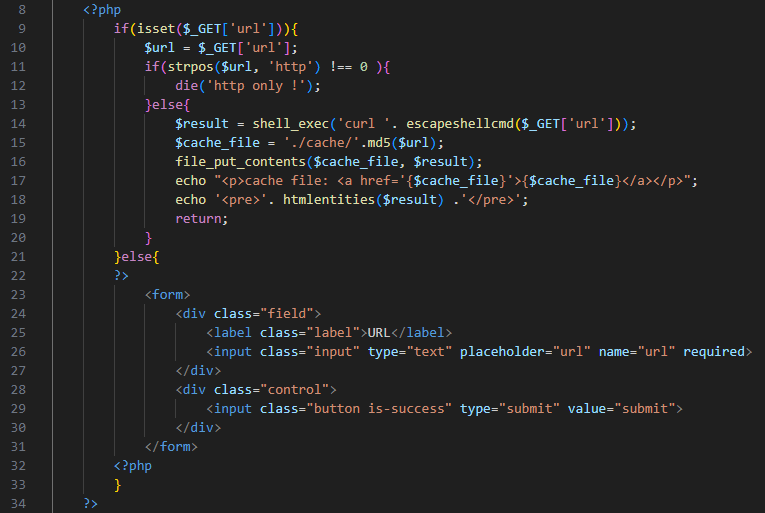 8 <?php
9 if(isset($_GET['url'])){
10 $url = $_GET['url'];
11 if(strpos($url, 'http') !== 0 ){
12 die('http only !');
13 }else{
14 $result = shell_exec('curl '. escapeshellcmd($_GET['url']));
15 $cache_file = './cache/'.md5($url);
16 file_put_contents($cache_file, $result);
17 echo "<p>cache file: <a href='{$cache_file}'>{$cache_file}</a></p>";
18 echo '<pre>'. htmlentities($result) .'</pre>';
19 return;
20 }
21 }else{
22 ?>
23 <form>
24 <div class="field">
25 <label class="label">URL</label>
26 <input class="input" type="text" placeholder="url" name="url" required>
27 </div>
28 <div class="control">
29 <input class="button is-success" type="submit" value="submit">
30 </div>
31 </form>
32 <?php
33 }
34 ?>